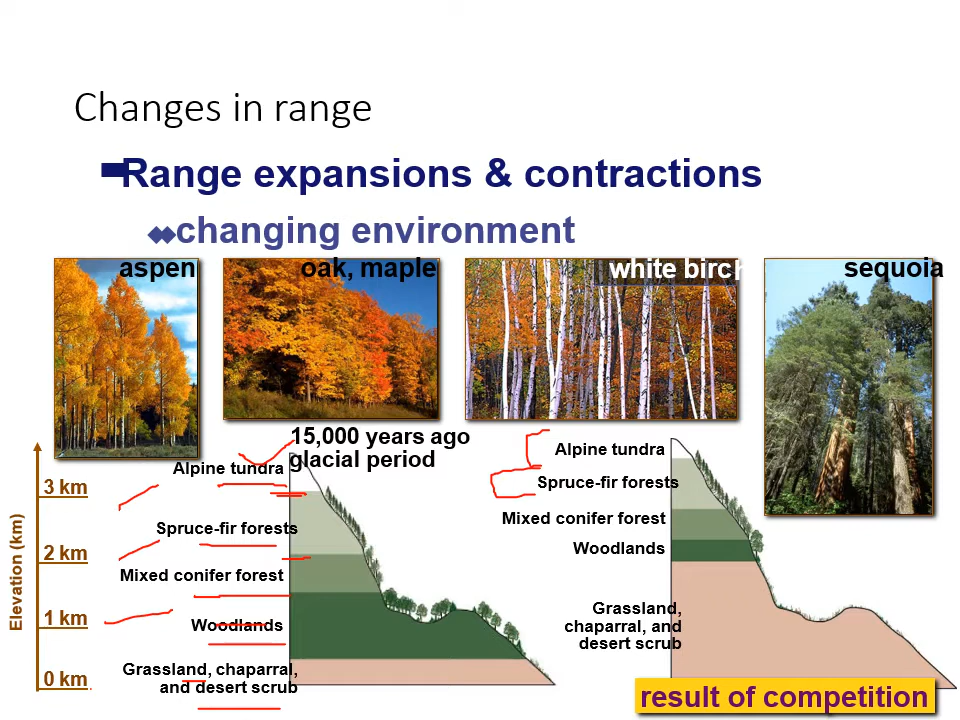 Changes in range
Range expansions & contractions
changing environment
aspen
oak, maple
white birch
sequoia
15,000 years ago
glacial period
Elevation (km)
3 km
2 km
1 km
0 km
Alpine tundra
Spruce-fir forests
Mixed conifer forest
Woodlands
Grassland, chaparral,
and desert scrub
Alpine tundra
Spruce-fir forests
Mixed conifer forest
Woodlands
Grassland,
chaparral, and
desert scrub
result of competition